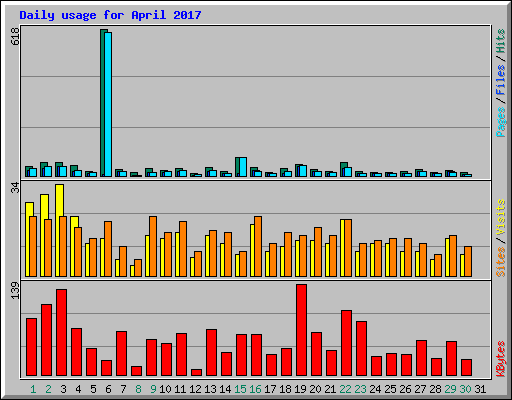 Daily usage for April 2017
618
Pages / Files / Hits
34
Sites / Visits
139
KBytes
1 2 3 4 5 6 7 8 9 10 11 12 13 14 15 16 17 18 19 20 21 22 23 24 25 26 27 28 29 30 31